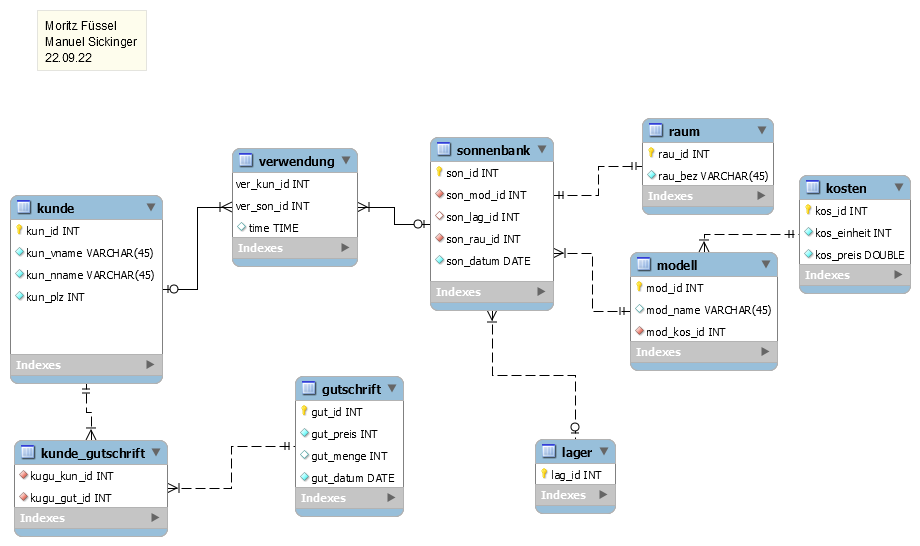 Moritz Füssel
Manuel Sickinger
22.09.22
raum
rau_id INT
rau_bez VARCHAR(45)
Indexes
verwendung
ver_kun_id INT
ver_son_id INT
time TIME
Indexes
sonnenbank
son_id INT
son_mod_id INT
son_lag_id INT
son_rau_id INT
son_datum DATE
Indexes
kosten
kos_id INT
kos_einheit INT
kos_preis DOUBLE
Indexes
kunde
kun_id INT
kun_vname VARCHAR(45)
kun_nname VARCHAR(45)
kun_plz INT
Indexes
modell
mod_id INT
mod_name VARCHAR(45)
mod_kos_id INT
Indexes
gutschrift
gut_id INT
gut_preis INT
gut_menge INT
gut_datum DATE
Indexes
kunde_gutschrift
kugu_kun_id INT
kugu_gut_id INT
Indexes
lager
lag_id INT
Indexes